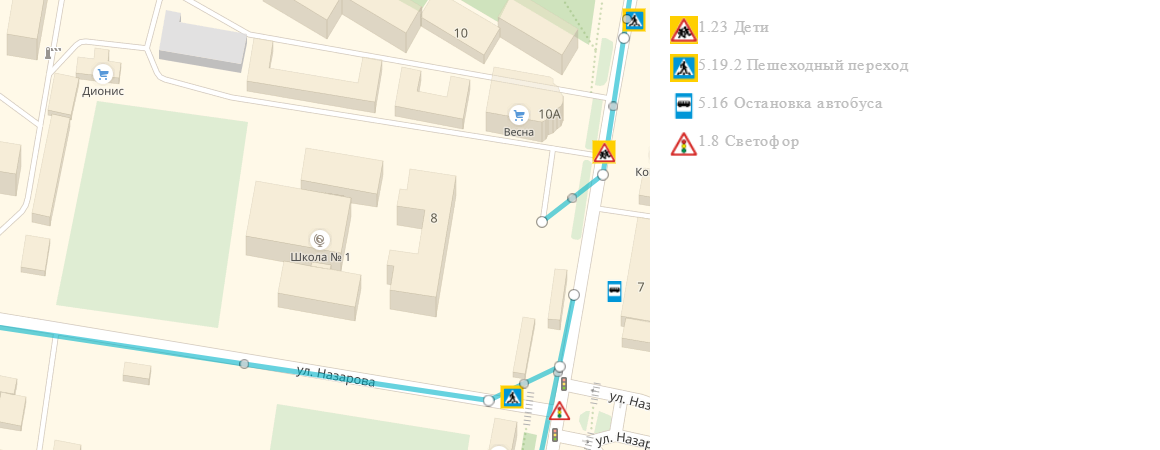 1.23 Дети
5.19.2 Пешеходный переход
5.16 Остановка автобуса
1.8 Светофор
10
Дионис
10А
Весна
Ко
8
Школа № 1
7
ул. Назарова
ул. Наза
ул. Назар